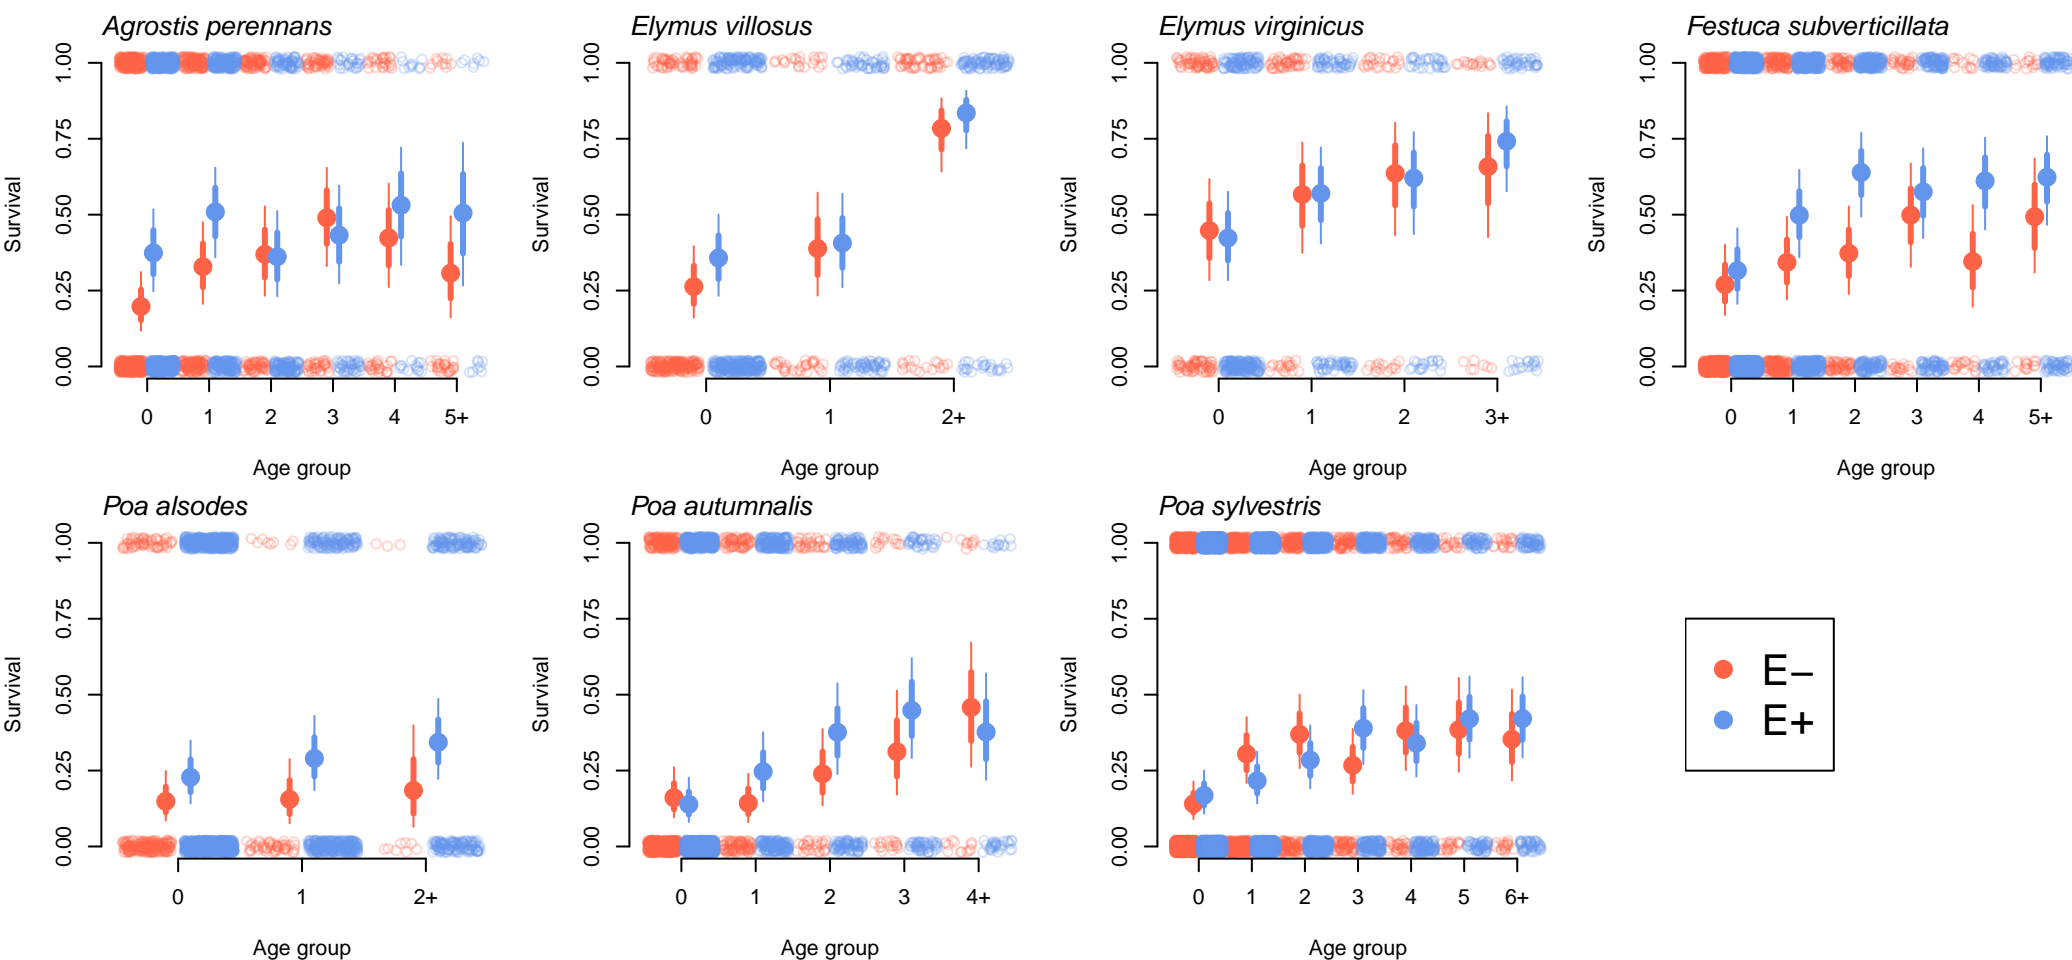 Agrostis perennans
Survival
0.00 0.25 0.50 0.75 1.00
0 1 2 3 4 5+
Age group
Elymus villosus
Survival
0.00 0.25 0.50 0.75 1.00
0 1 2+
Age group
Elymus virginicus
Survival
0.00 0.25 0.50 0.75 1.00
0 1 2 3+
Age group
Festuca subverticillata
Survival
0.00 0.25 0.50 0.75 1.00
0 1 2 3 4 5+
Age group
Poa alsodes
Survival
0.00 0.25 0.50 0.75 1.00
0 1 2+
Age group
Poa autumnalis
Survival
0.00 0.25 0.50 0.75 1.00
0 1 2 3 4+
Age group
Poa sylvestris
Survival
0.00 0.25 0.50 0.75 1.00
0 1 2 3 4 5 6+
Age group
E−
E+